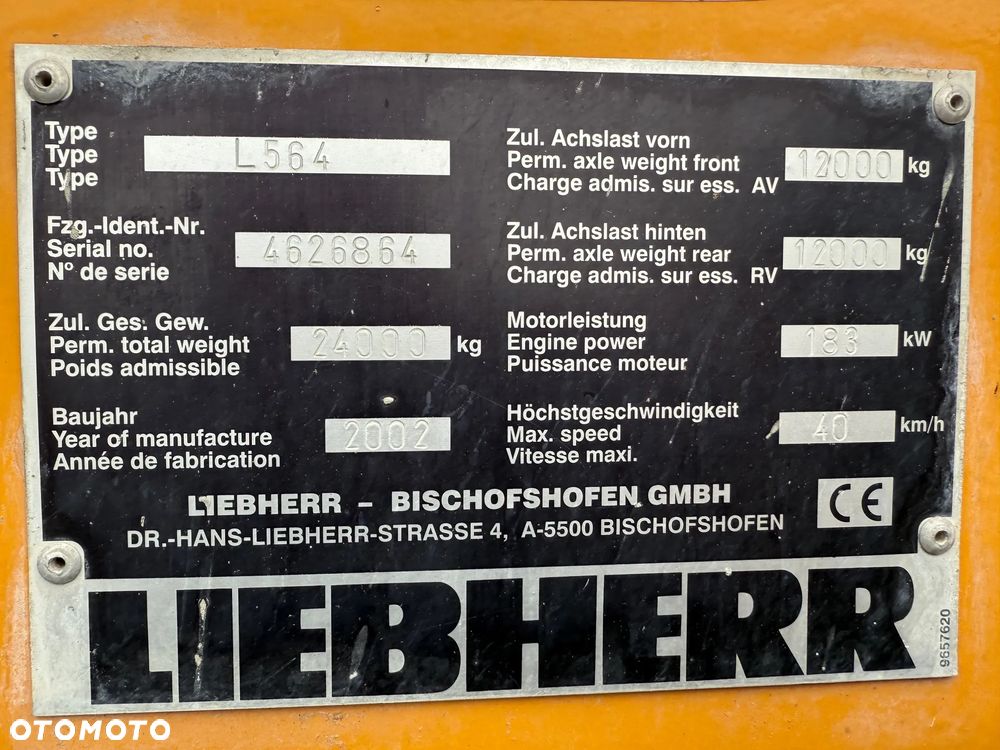 Type
Type
Type
L564
Fzg.-Ident.-Nr.
Serial no.
Nº de serie
4626864
Zul. Ges. Gew.
Perm. total weight
Poids admissible
24000 kg
Baujahr
Year of manufacture
Année de fabrication
2002
Zul. Achslast vorn
Perm. axle weight front
Charge admis. sur ess. AV
12000 kg
Zul. Achslast hinten
Perm. axle weight rear
Charge admis. sur ess. RV
12000 kg
Motorleistung
Engine power
Puissance moteur
183 kW
Höchstgeschwindigkeit
Max. speed
Vitesse maxi.
40 km/h
LIEBHERR – BISCHOFSHOFEN GMBH
DR.-HANS-LIEBHERR-STRASSE 4, A-5500 BISCHOFSHOFEN
CE
LIEBHERR
9657620
OTOMOTO